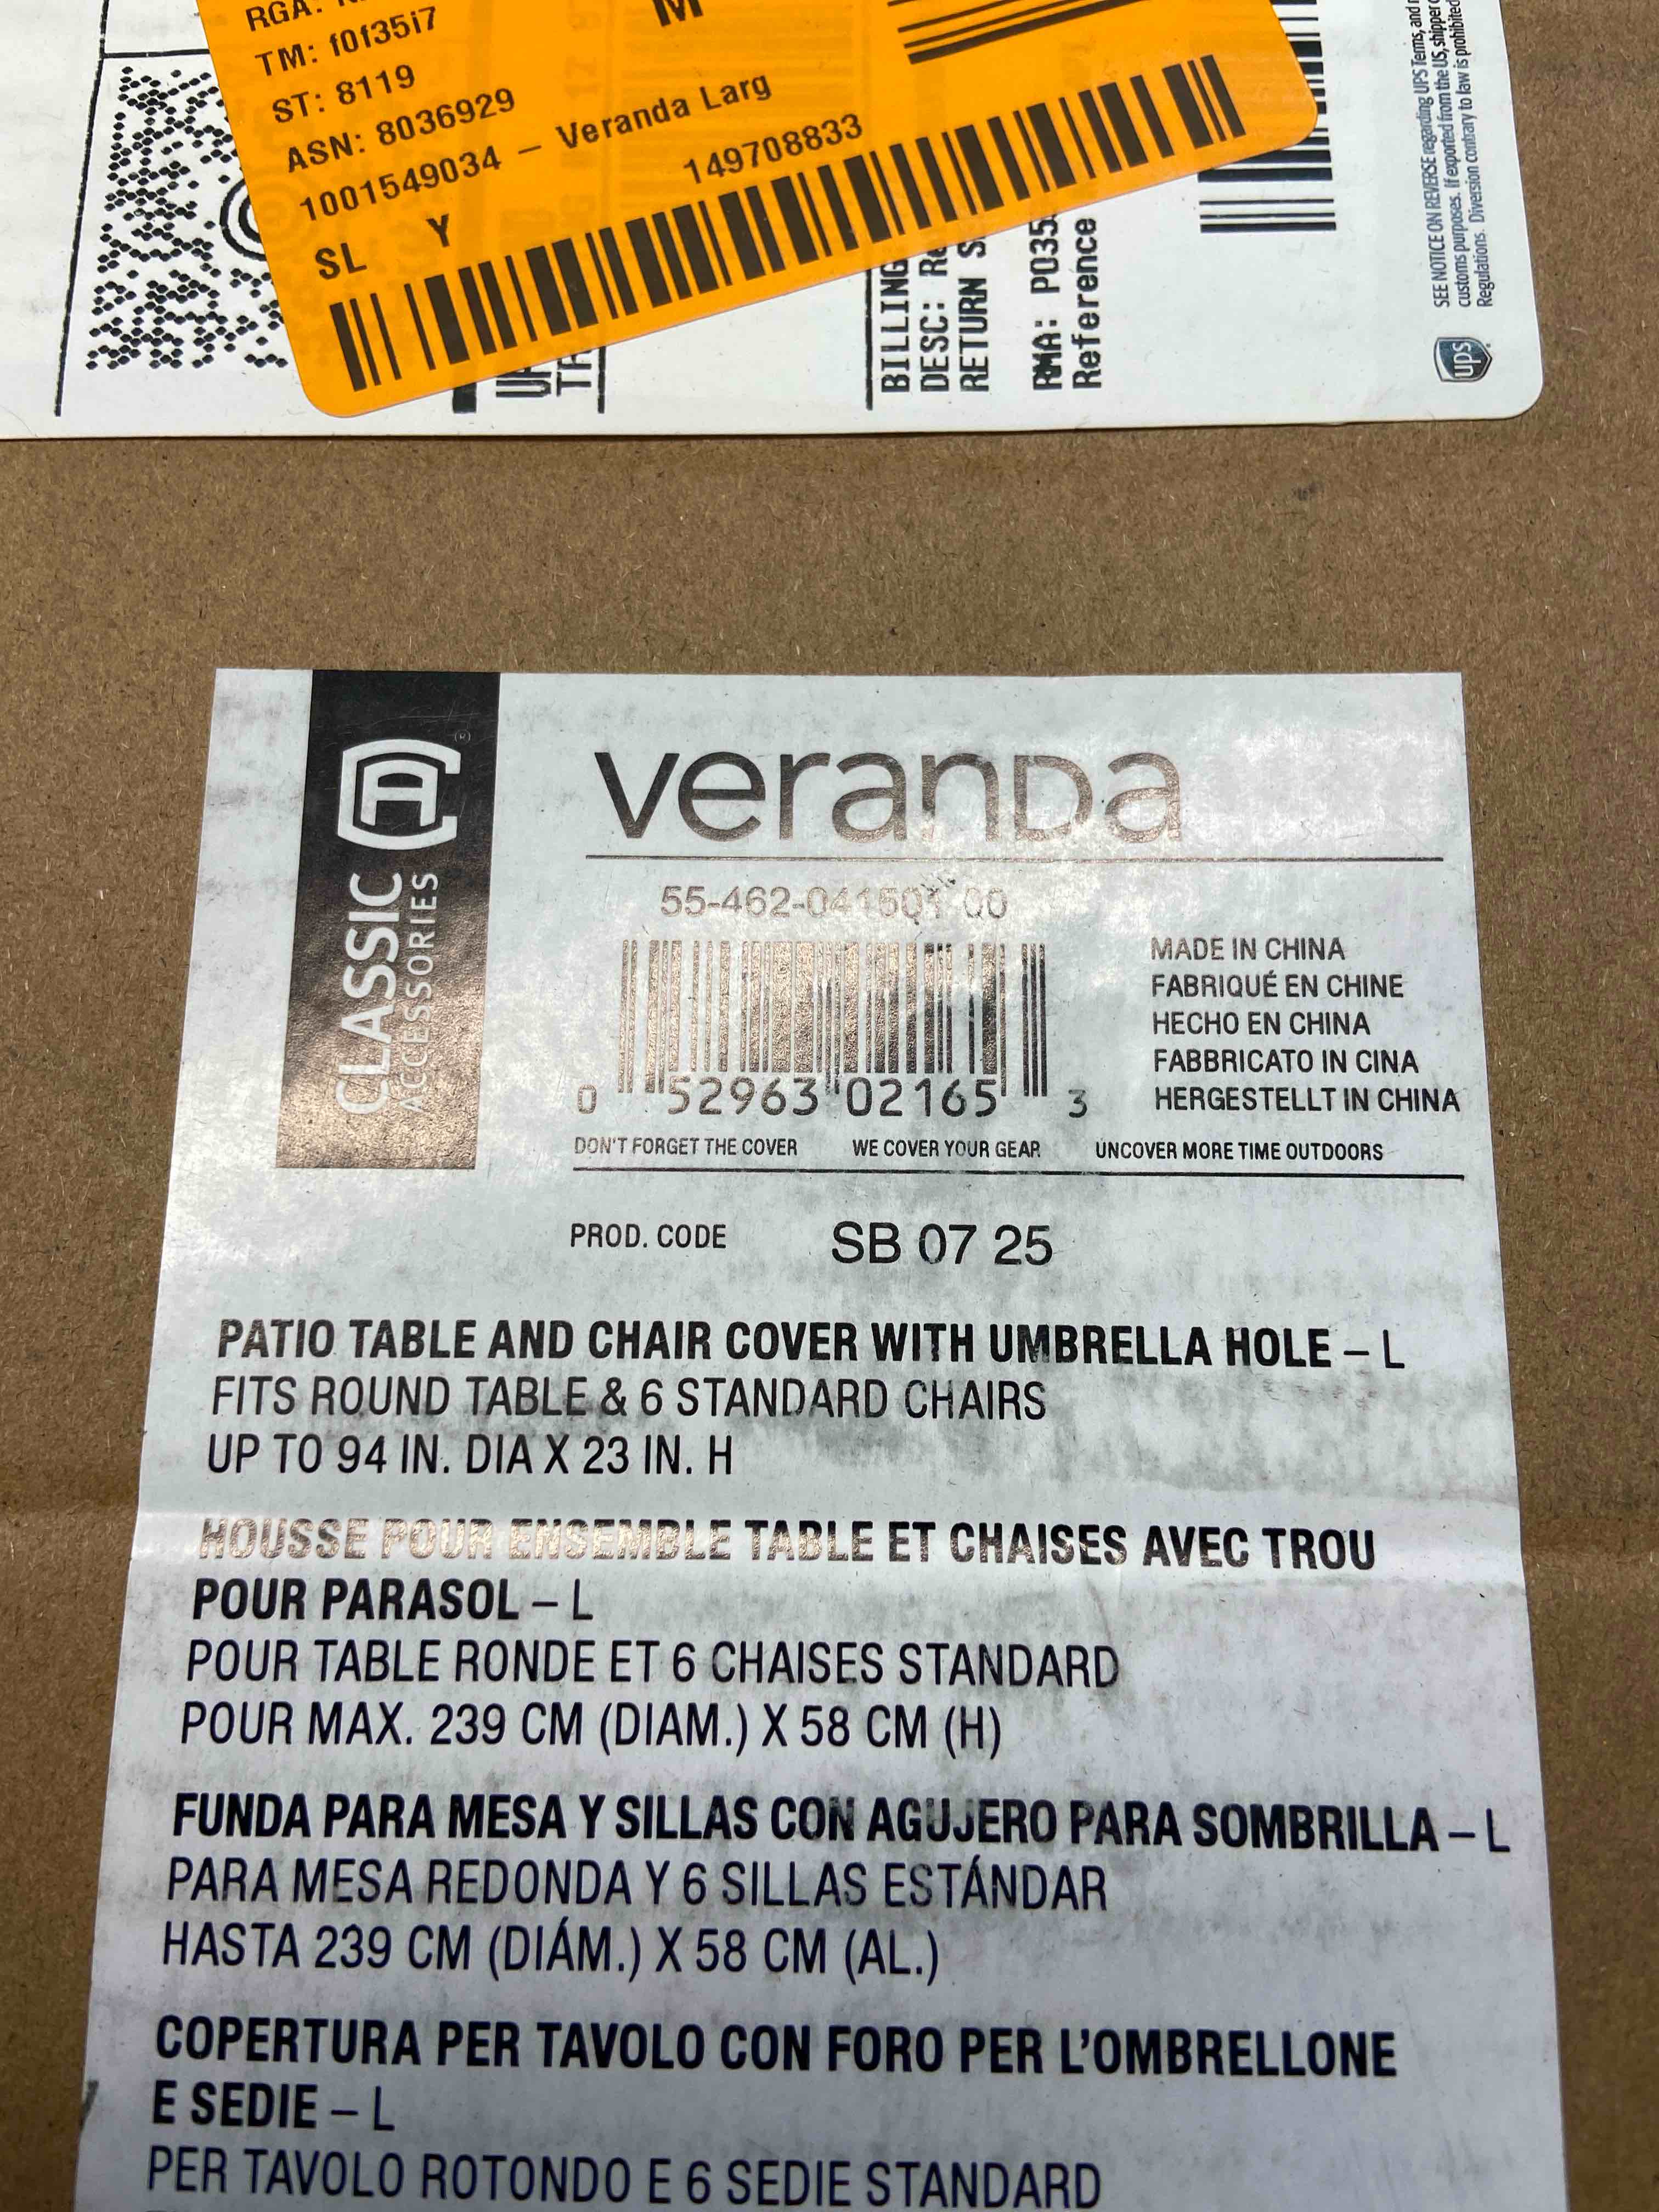 RGA:
TM: f0f35i7
ST: 8119
ASN: 8036929
1001549034 – Veranda Larg
SL Y
149708833
M
BILLING
DESC:
RETURN
RMA: P035
Reference
SEE NOTICE ON REVERSE regarding UPS Terms, and
customs purposes. If exported from the US, shipper
Regulations. Diversion contrary to law is prohibited
ups
CLASSIC
ACCESSORIES
veranda
55-462-041501-00
0 52963 02165 3
MADE IN CHINA
FABRIQUÉ EN CHINE
HECHO EN CHINA
FABBRICATO IN CINA
HERGESTELLT IN CHINA
DON'T FORGET THE COVER WE COVER YOUR GEAR UNCOVER MORE TIME OUTDOORS
PROD. CODE SB 07 25
PATIO TABLE AND CHAIR COVER WITH UMBRELLA HOLE – L
FITS ROUND TABLE & 6 STANDARD CHAIRS
UP TO 94 IN. DIA X 23 IN. H
HOUSSE POUR ENSEMBLE TABLE ET CHAISES AVEC TROU
POUR PARASOL – L
POUR TABLE RONDE ET 6 CHAISES STANDARD
POUR MAX. 239 CM (DIAM.) X 58 CM (H)
FUNDA PARA MESA Y SILLAS CON AGUJERO PARA SOMBRILLA – L
PARA MESA REDONDA Y 6 SILLAS ESTÁNDAR
HASTA 239 CM (DIÁM.) X 58 CM (AL.)
COPERTURA PER TAVOLO CON FORO PER L'OMBRELLONE
E SEDIE – L
PER TAVOLO ROTONDO E 6 SEDIE STANDARD